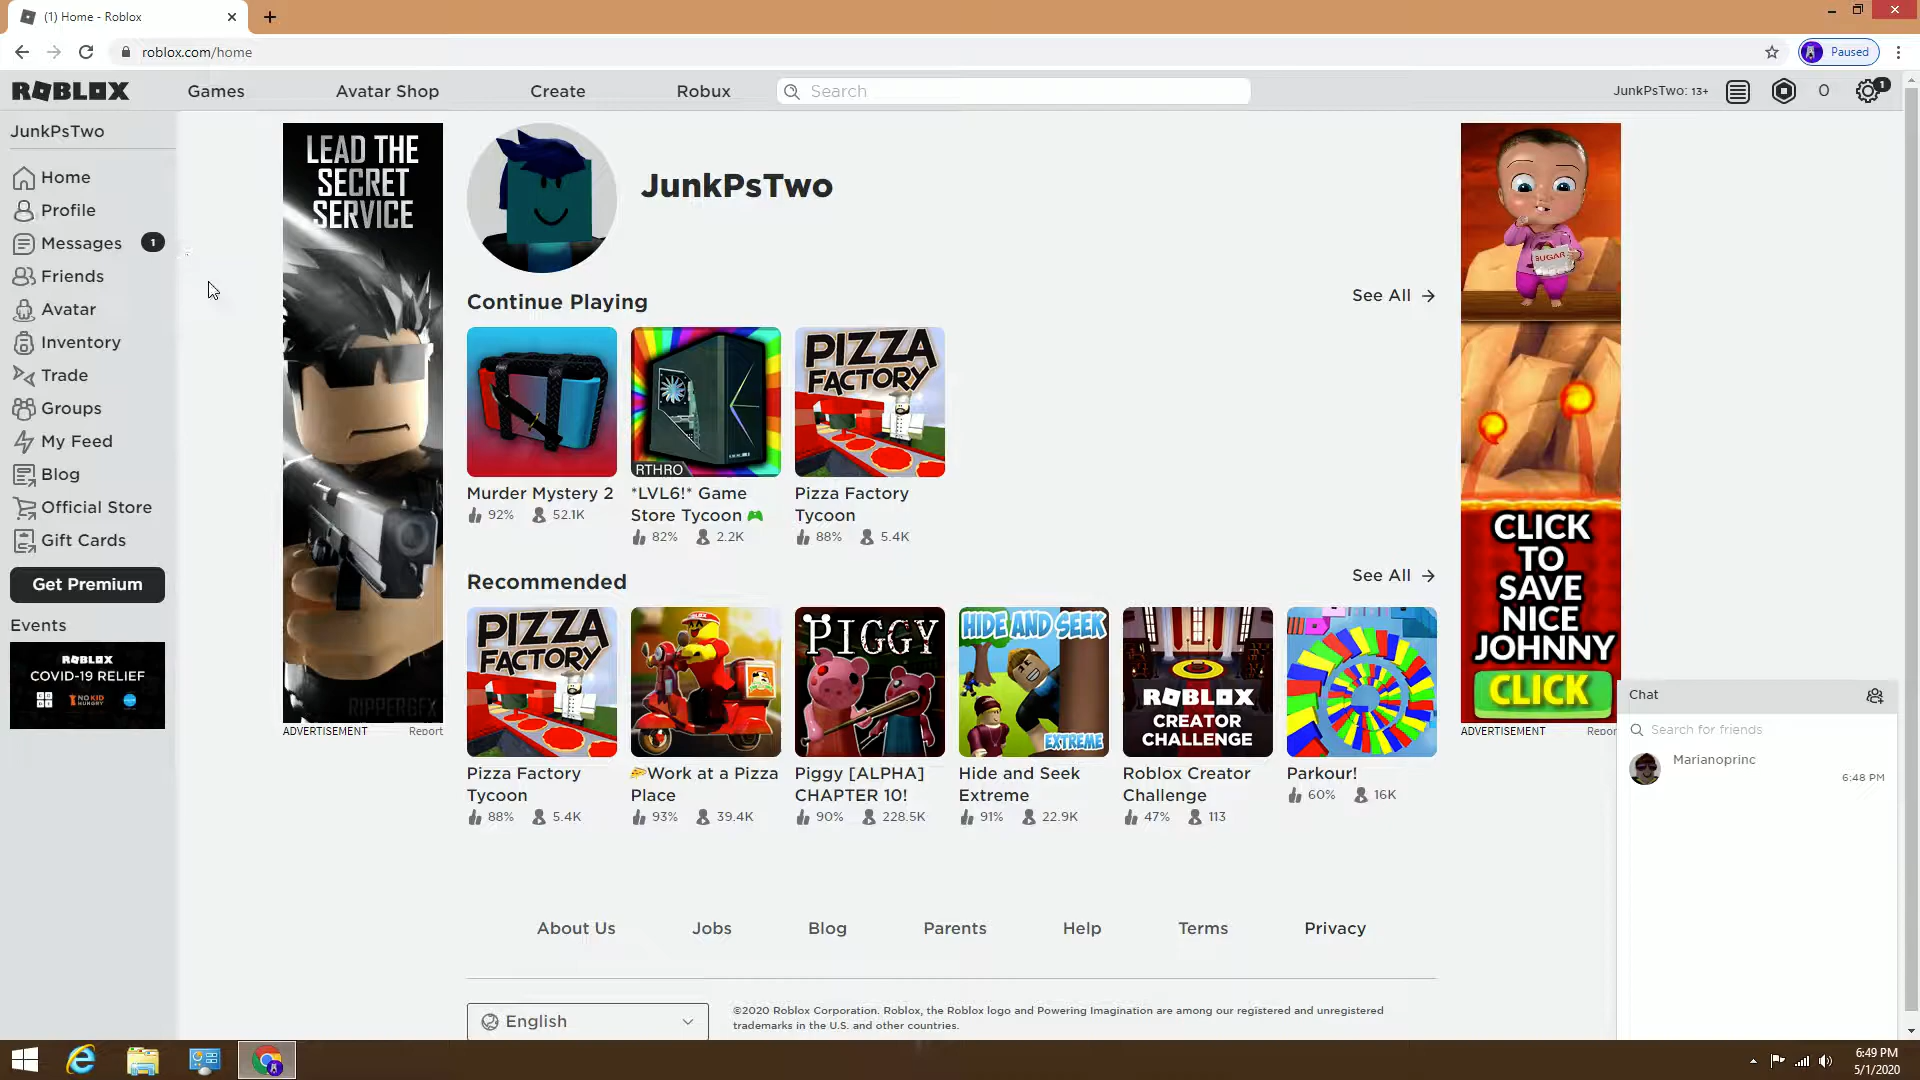 (1) Home - Roblox
roblox.com/home
Paused
ROBLOX
Games
Avatar Shop
Create
Robux
Search
JunkPsTwo: 13+
0
1
JunkPsTwo
Home
Profile
Messages
1
Friends
Avatar
Inventory
Trade
Groups
My Feed
Blog
Official Store
Gift Cards
Get Premium
Events
ROBLOX
COVID-19 RELIEF
NO KID
HUNGRY
LEAD THE
SECRET
SERVICE
RIPPERGFX
ADVERTISEMENT
Report
JunkPsTwo
Continue Playing
See All
RTHRO
PIZZA
FACTORY
Murder Mystery 2
92%
52.1K
*LVL6!* Game
Store Tycoon
82%
2.2K
Pizza Factory
Tycoon
88%
5.4K
Recommended
See All
PIZZA
FACTORY
PIGGY
HIDE AND SEEK
EXTREME
ROBLOX
CREATOR
CHALLENGE
Pizza Factory
Tycoon
88%
5.4K
Work at a Pizza
Place
93%
39.4K
Piggy [ALPHA]
CHAPTER 10!
90%
228.5K
Hide and Seek
Extreme
91%
22.9K
Roblox Creator
Challenge
47%
113
Parkour!
60%
16K
SUGAR
CLICK
TO
SAVE
NICE
JOHNNY
CLICK
ADVERTISEMENT
Repor
Chat
Search for friends
Marianoprinc
6:48 PM
About Us
Jobs
Blog
Parents
Help
Terms
Privacy
English
©2020 Roblox Corporation. Roblox, the Roblox logo and Powering Imagination are among our registered and unregistered
trademarks in the U.S. and other countries.
6:49 PM
5/1/2020